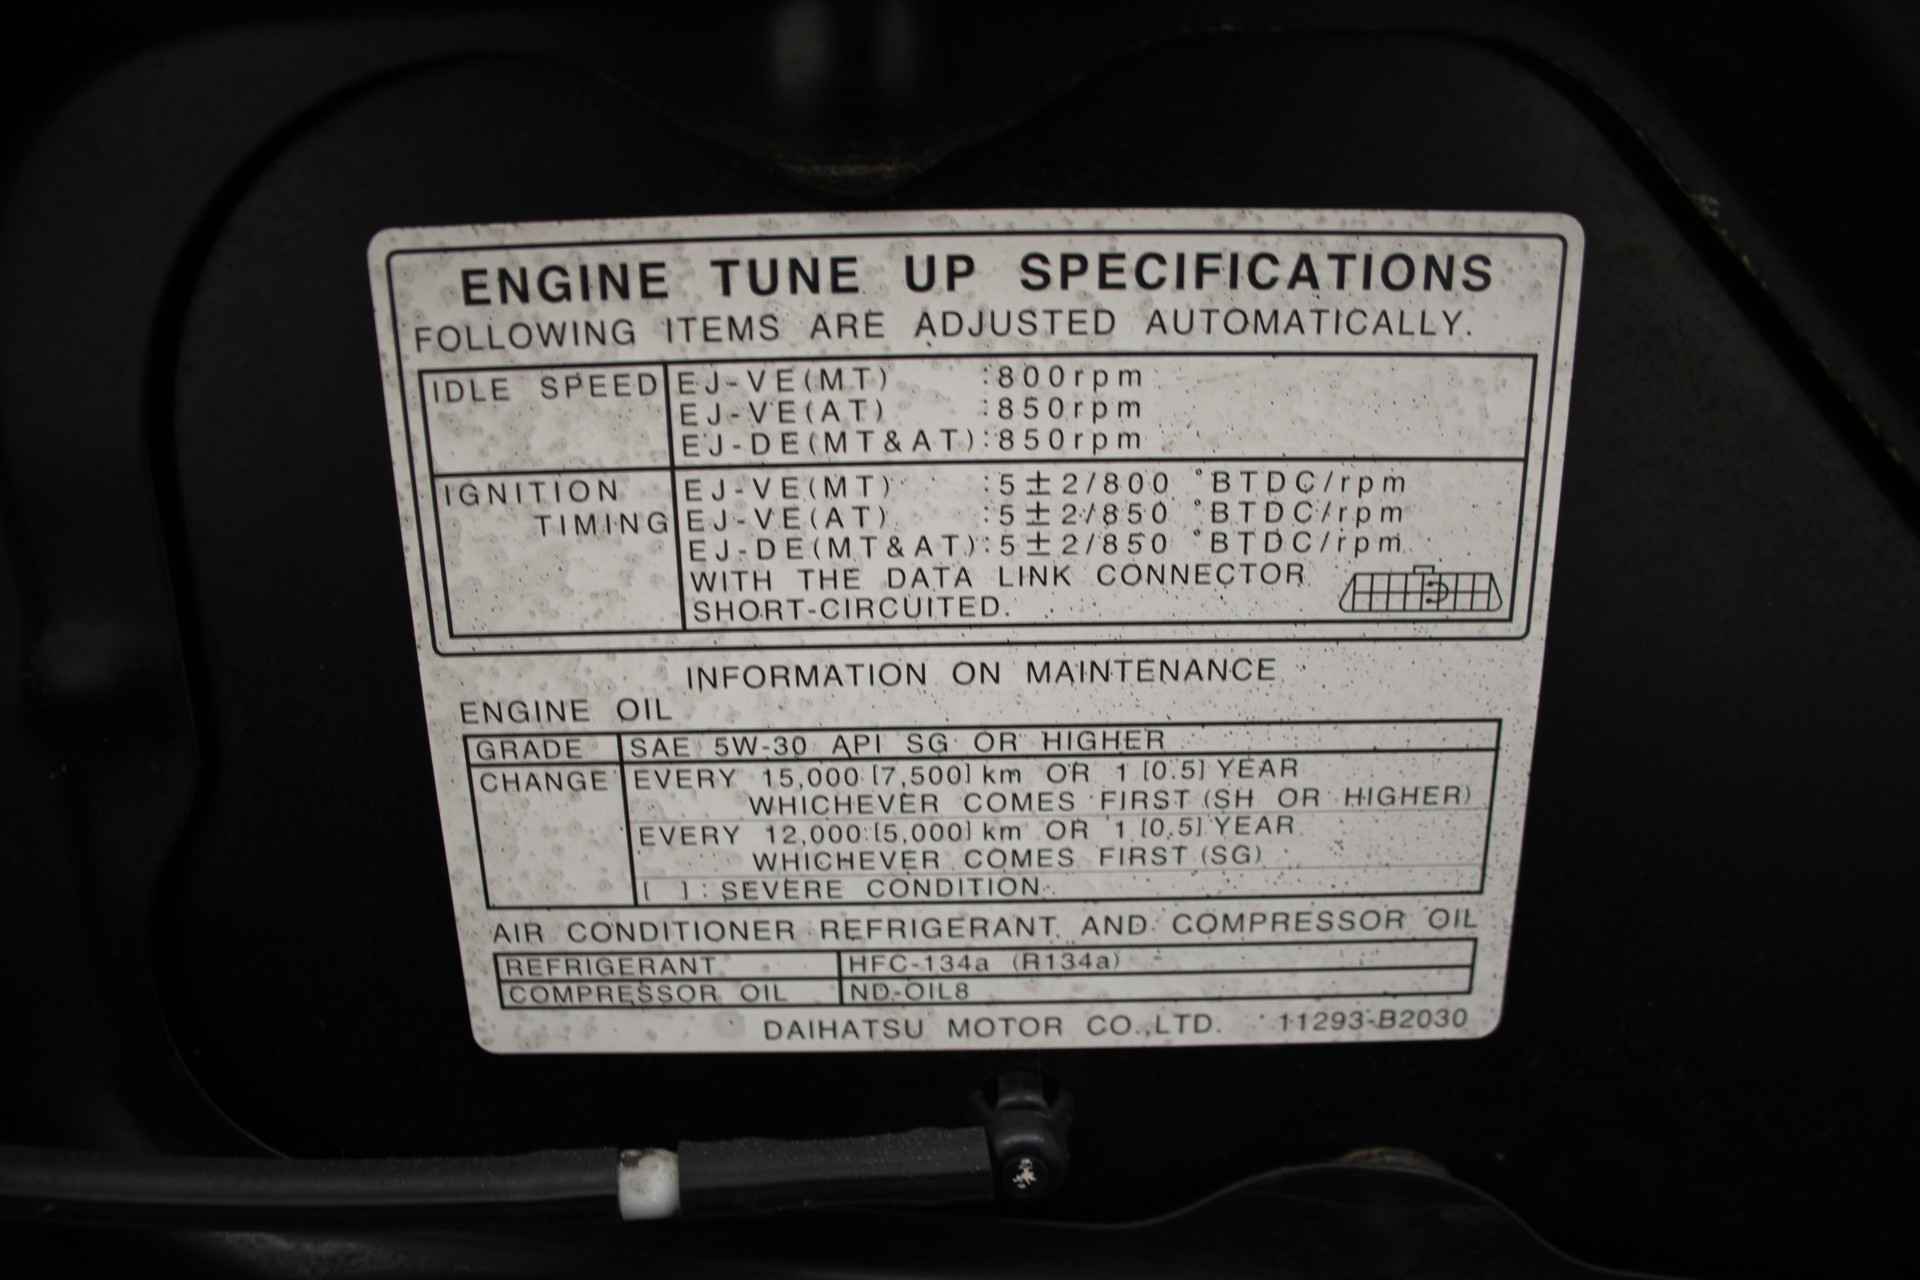 ENGINE TUNE UP SPECIFICATIONS
FOLLOWING ITEMS ARE ADJUSTED AUTOMATICALLY.
IDLE SPEED EJ-VE(MT) :800rpm
EJ-VE(AT) :850rpm
EJ-DE(MT&AT):850rpm
IGNITION EJ-VE(MT) :5±2/800 °BTDC/rpm
TIMING EJ-VE(AT) :5±2/850 °BTDC/rpm
EJ-DE(MT&AT):5±2/850 °BTDC/rpm
WITH THE DATA LINK CONNECTOR
SHORT-CIRCUITED.
INFORMATION ON MAINTENANCE
ENGINE OIL
GRADE SAE 5W-30 API SG OR HIGHER
CHANGE EVERY 15,000 [7,500] km OR 1 [0.5] YEAR
WHICHEVER COMES FIRST (SH OR HIGHER)
EVERY 12,000 [5,000] km OR 1 [0.5] YEAR
WHICHEVER COMES FIRST (SG)
[ ] : SEVERE CONDITION
AIR CONDITIONER REFRIGERANT AND COMPRESSOR OIL
REFRIGERANT HFC-134a (R134a)
COMPRESSOR OIL ND-OIL8
DAIHATSU MOTOR CO.,LTD. 11293-B2030